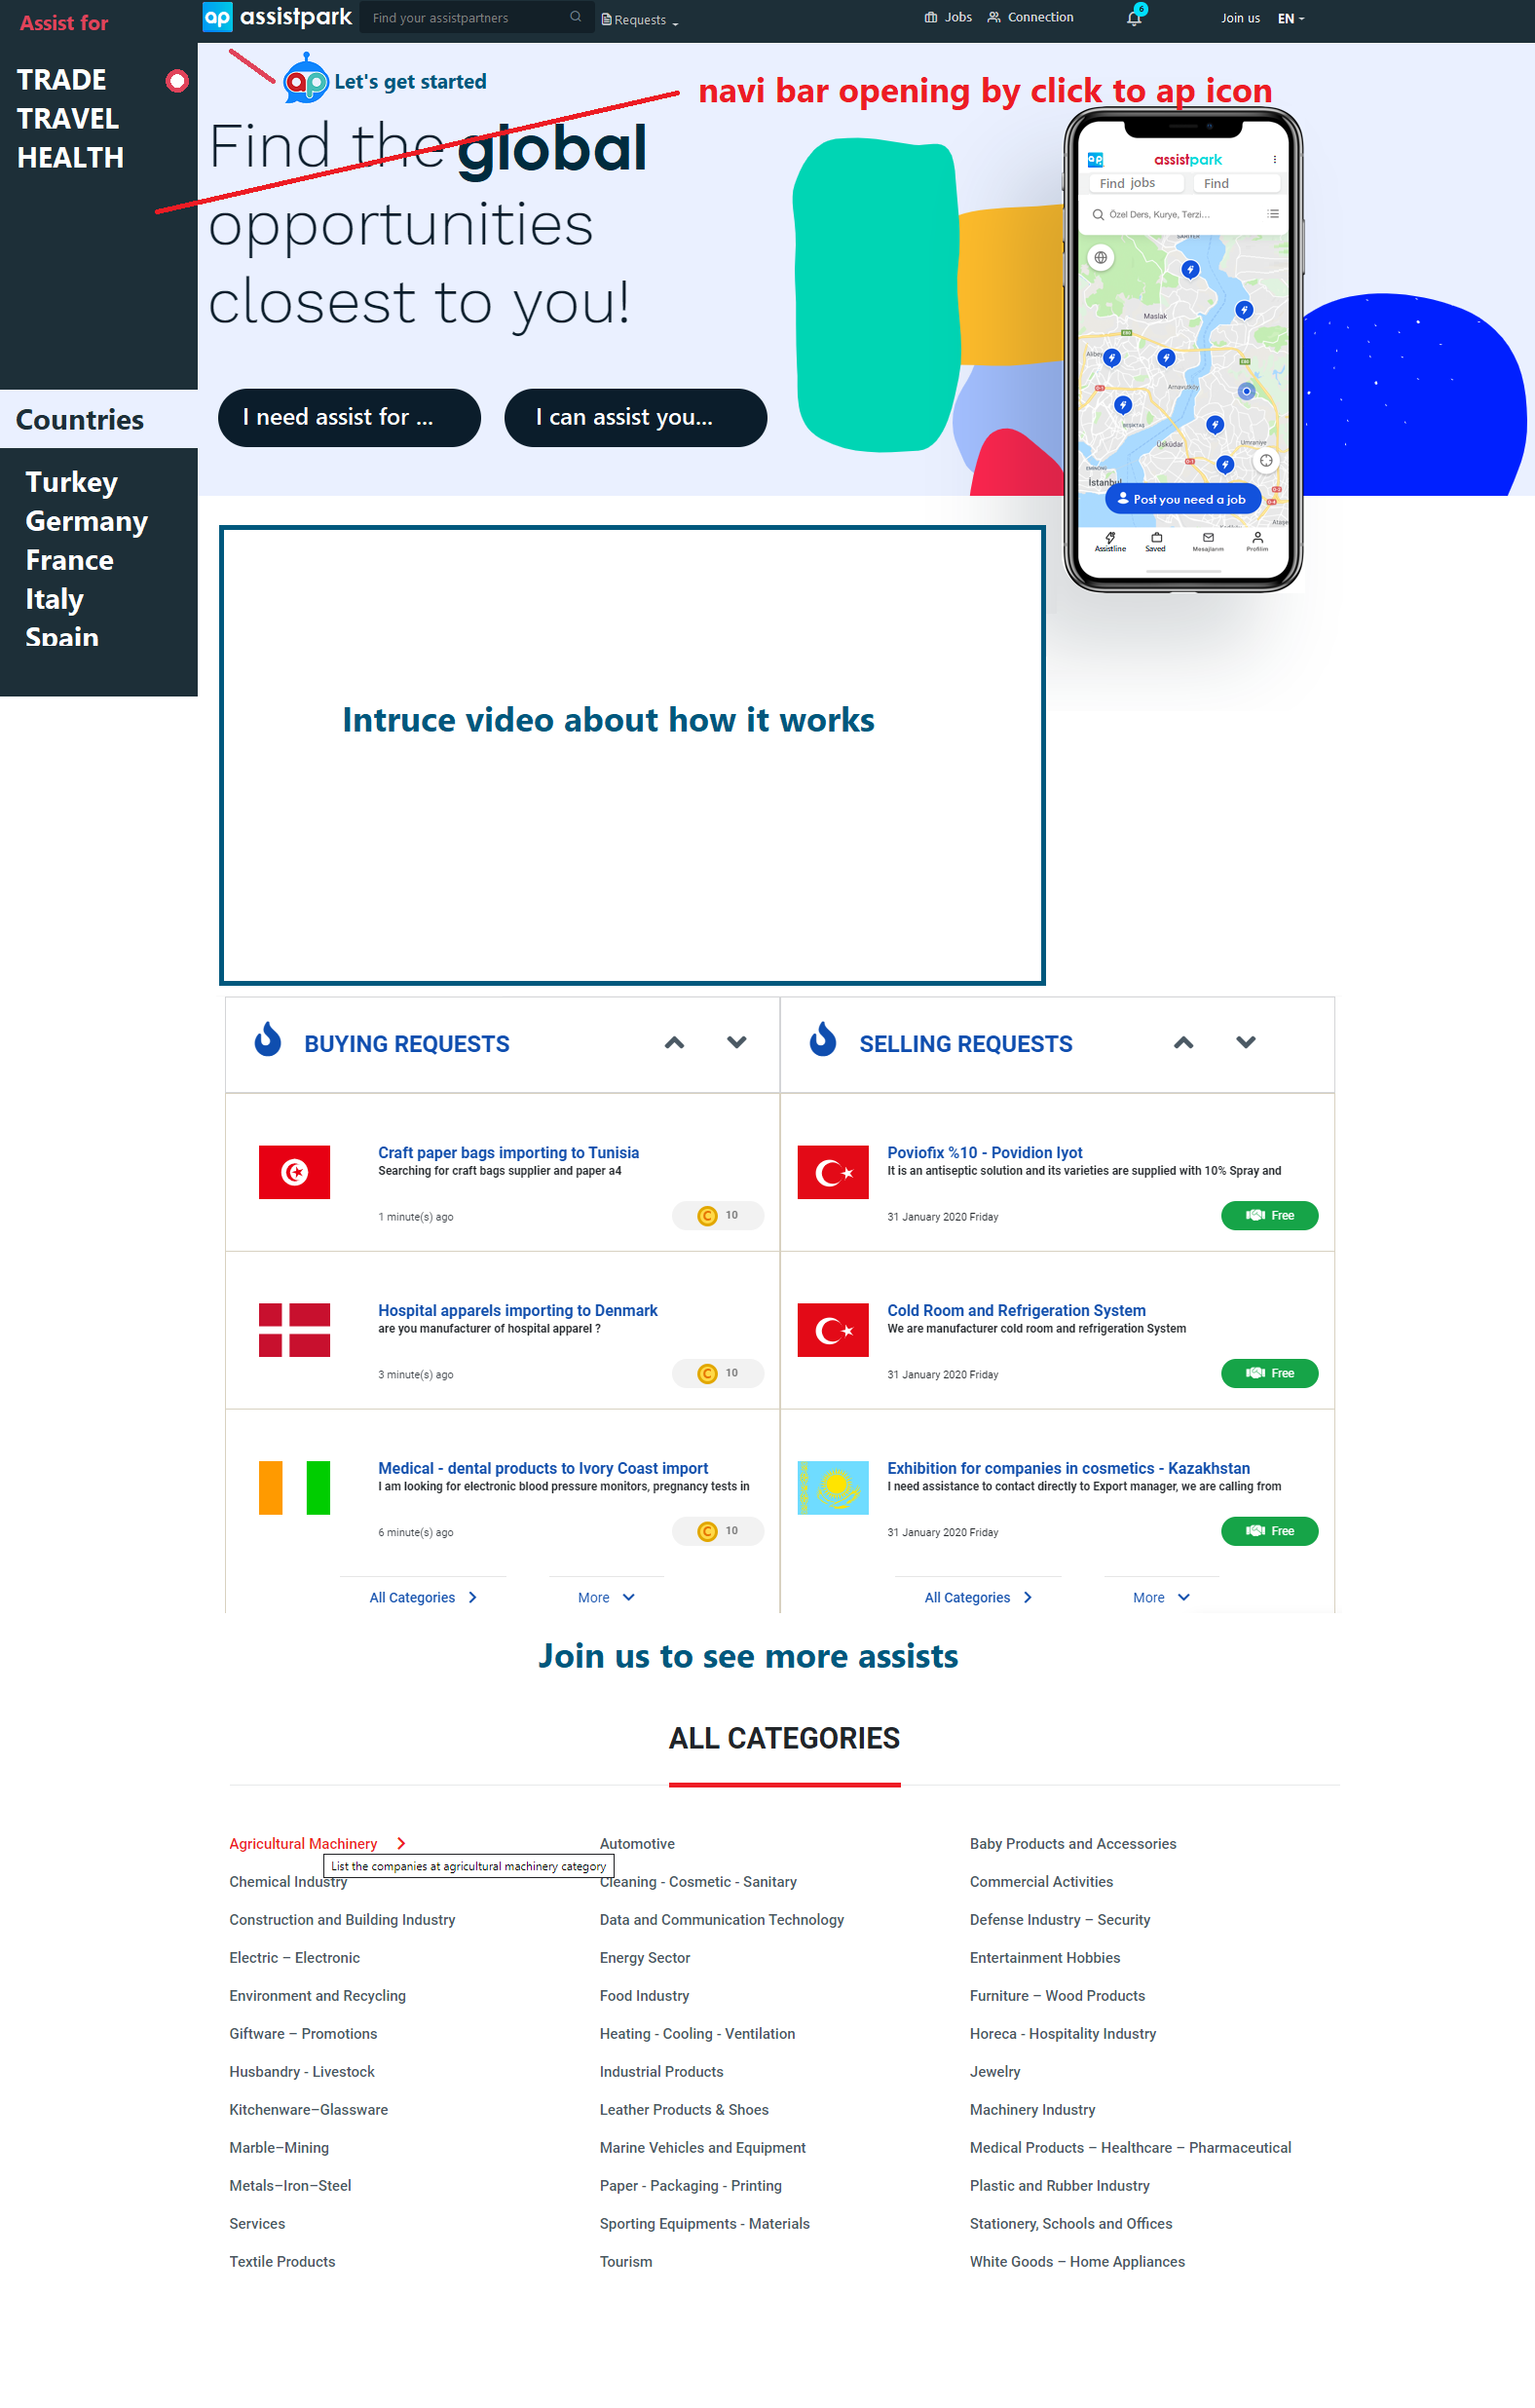 Assist for
TRADE
TRAVEL
HEALTH
Countries
Turkey
Germany
France
Italy
Spain
ap assistpark
Find your assistpartners
Requests
Jobs
Connection
6
Join us
EN
ap Let's get started
navi bar opening by click to ap icon
Find the global
opportunities
closest to you!
I need assist for ...
I can assist you...
ap assistpark
Find jobs
Find
Özel Ders, Kurye, Terzi...
SARIYER
Maslak
Alibey
Arnavutköy
BEŞİKTAŞ
Üsküdar
Umraniye
EMİNÖNÜ
İstanbul
Ataşe
Post you need a job
Assistline
Saved
Mesajlarım
Profilim
Intruce video about how it works
BUYING REQUESTS
Craft paper bags importing to Tunisia
Searching for craft bags supplier and paper a4
1 minute(s) ago
C 10
Hospital apparels importing to Denmark
are you manufacturer of hospital apparel ?
3 minute(s) ago
C 10
Medical - dental products to Ivory Coast import
I am looking for electronic blood pressure monitors, pregnancy tests in
6 minute(s) ago
C 10
All Categories
More
SELLING REQUESTS
Poviofix %10 - Povidion Iyot
It is an antiseptic solution and its varieties are supplied with 10% Spray and
31 January 2020 Friday
Free
Cold Room and Refrigeration System
We are manufacturer cold room and refrigeration System
31 January 2020 Friday
Free
Exhibition for companies in cosmetics - Kazakhstan
I need assistance to contact directly to Export manager, we are calling from
31 January 2020 Friday
Free
All Categories
More
Join us to see more assists
ALL CATEGORIES
Agricultural Machinery
Automotive
Baby Products and Accessories
List the companies at agricultural machinery category
Chemical Industry
Cleaning - Cosmetic - Sanitary
Commercial Activities
Construction and Building Industry
Data and Communication Technology
Defense Industry – Security
Electric – Electronic
Energy Sector
Entertainment Hobbies
Environment and Recycling
Food Industry
Furniture – Wood Products
Giftware – Promotions
Heating - Cooling - Ventilation
Horeca - Hospitality Industry
Husbandry - Livestock
Industrial Products
Jewelry
Kitchenware–Glassware
Leather Products & Shoes
Machinery Industry
Marble–Mining
Marine Vehicles and Equipment
Medical Products – Healthcare – Pharmaceutical
Metals–Iron–Steel
Paper - Packaging - Printing
Plastic and Rubber Industry
Services
Sporting Equipments - Materials
Stationery, Schools and Offices
Textile Products
Tourism
White Goods – Home Appliances